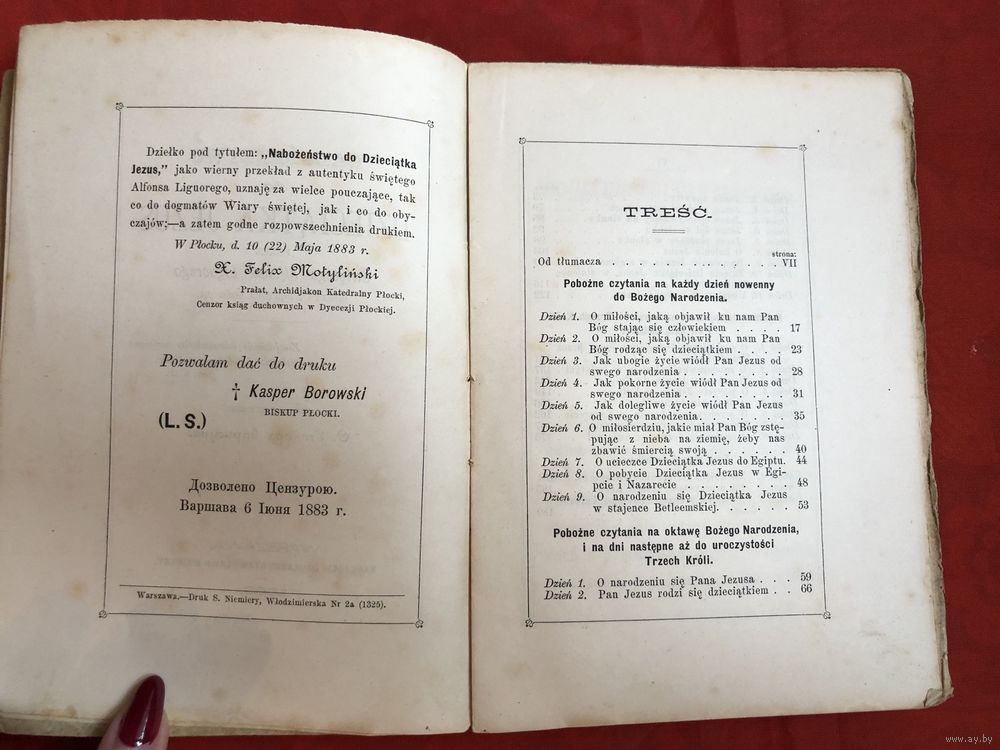 Dziełko pod tytułem: „Nabożeństwo do Dzieciątka
Jezus," jako wierny przekład z autentyku świętego
Alfonsa Liguorego, uznaję za wielce pouczające, tak
co do dogmatów Wiary świętej, jak i co do oby-
czajów;—a zatem godne rozpowszechnienia drukiem.
W Płocku, d. 10 (22) Maja 1883 r.
X. Felix Motyliński
Prałat, Archidjakon Katedralny Płocki,
Cenzor ksiąg duchownych w Dyecezji Płockiej.
Pozwalam dać do druku
† Kasper Borowski
BISKUP PŁOCKI.
(L. S.)
Дозволено Цензурою.
Варшава 6 Іюня 1883 г.
Warszawa.—Druk S. Niemiery, Włodzimierska Nr 2a (1325).
TREŚĆ.
strona:
Od tłumacza . . . . . . . . . . . . . VII
Pobożne czytania na każdy dzień nowenny
do Bożego Narodzenia.
Dzień 1. O miłości, jaką objawił ku nam Pan
Bóg stając się człowiekiem . . . . 17
Dzień 2. O miłości, jaką objawił ku nam Pan
Bóg rodząc się dzieciątkiem . . . . 23
Dzień 3. Jak ubogie życie wiódł Pan Jezus od
swego narodzenia . . . . . . . . 28
Dzień 4. Jak pokorne życie wiódł Pan Jezus od
swego narodzenia . . . . . . . . 31
Dzień 5. Jak dolegliwe życie wiódł Pan Jezus
od swego narodzenia. . . . . . . 35
Dzień 6. O miłosierdziu, jakie miał Pan Bóg zstę-
pując z nieba na ziemię, żeby nas
zbawić śmiercią swoją . . . . . . 40
Dzień 7. O ucieczce Dzieciątka Jezus do Egiptu. 44
Dzień 8. O pobycie Dzieciątka Jezus w Egi-
pcie i Nazarecie . . . . . . . . 48
Dzień 9. O narodzeniu się Dzieciątka Jezus
w stajence Betleemskiej. . . . . . 53
Pobożne czytania na oktawę Bożego Narodzenia,
i na dni następne aż do uroczystości
Trzech Króli.
Dzień 1. O narodzeniu się Pana Jezusa . . . 59
Dzień 2. Pan Jezus rodzi się dzieciątkiem . . 66
www.ay.by